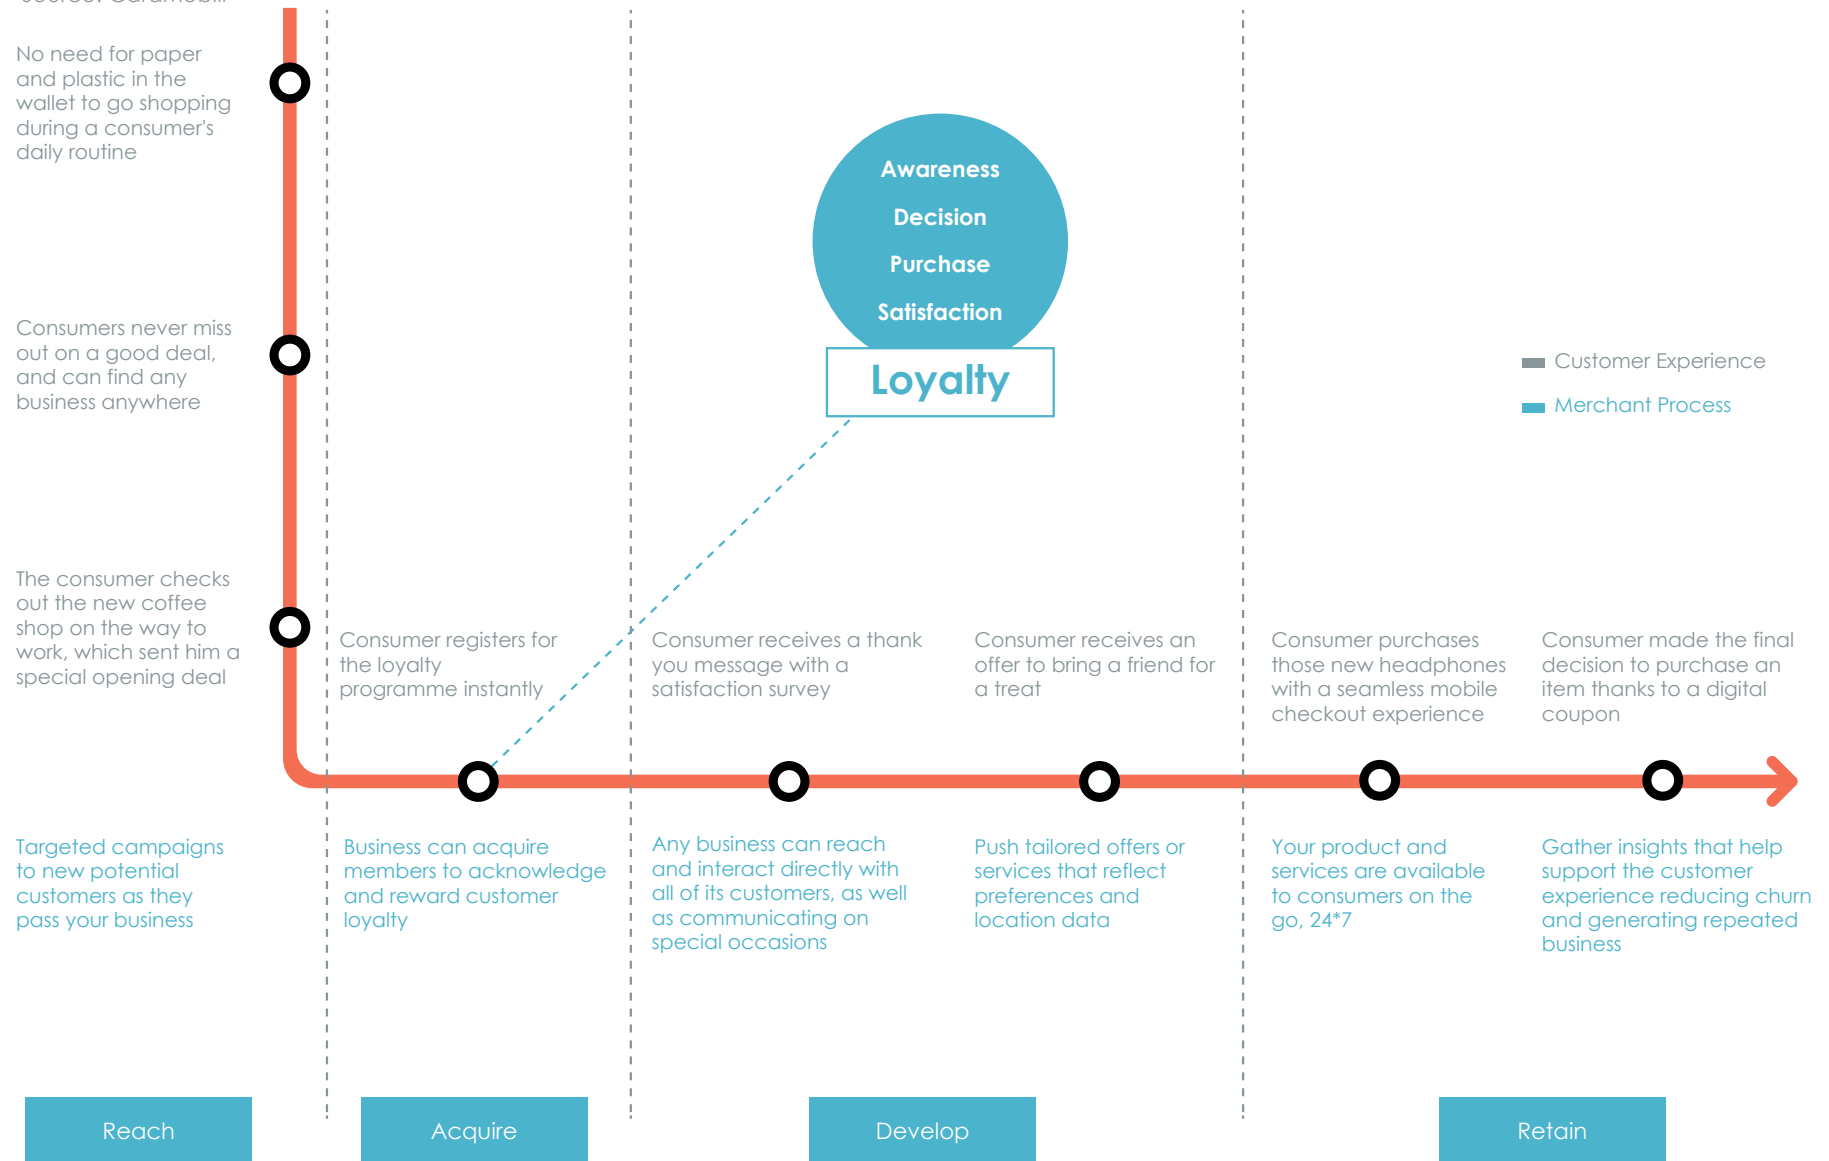 No need for paper
and plastic in the
wallet to go shopping
during a consumer's
daily routine
Consumers never miss
out on a good deal,
and can find any
business anywhere
The consumer checks
out the new coffee
shop on the way to
work, which sent him a
special opening deal
Awareness
Decision
Purchase
Satisfaction
Loyalty
Customer Experience
Merchant Process
Consumer registers for
the loyalty
programme instantly
Consumer receives a thank
you message with a
satisfaction survey
Consumer receives an
offer to bring a friend for
a treat
Consumer purchases
those new headphones
with a seamless mobile
checkout experience
Consumer made the final
decision to purchase an
item thanks to a digital
coupon
Targeted campaigns
to new potential
customers as they
pass your business
Business can acquire
members to acknowledge
and reward customer
loyalty
Any business can reach
and interact directly with
all of its customers, as well
as communicating on
special occasions
Push tailored offers or
services that reflect
preferences and
location data
Your product and
services are available
to consumers on the
go, 24*7
Gather insights that help
support the customer
experience reducing churn
and generating repeated
business
Reach
Acquire
Develop
Retain